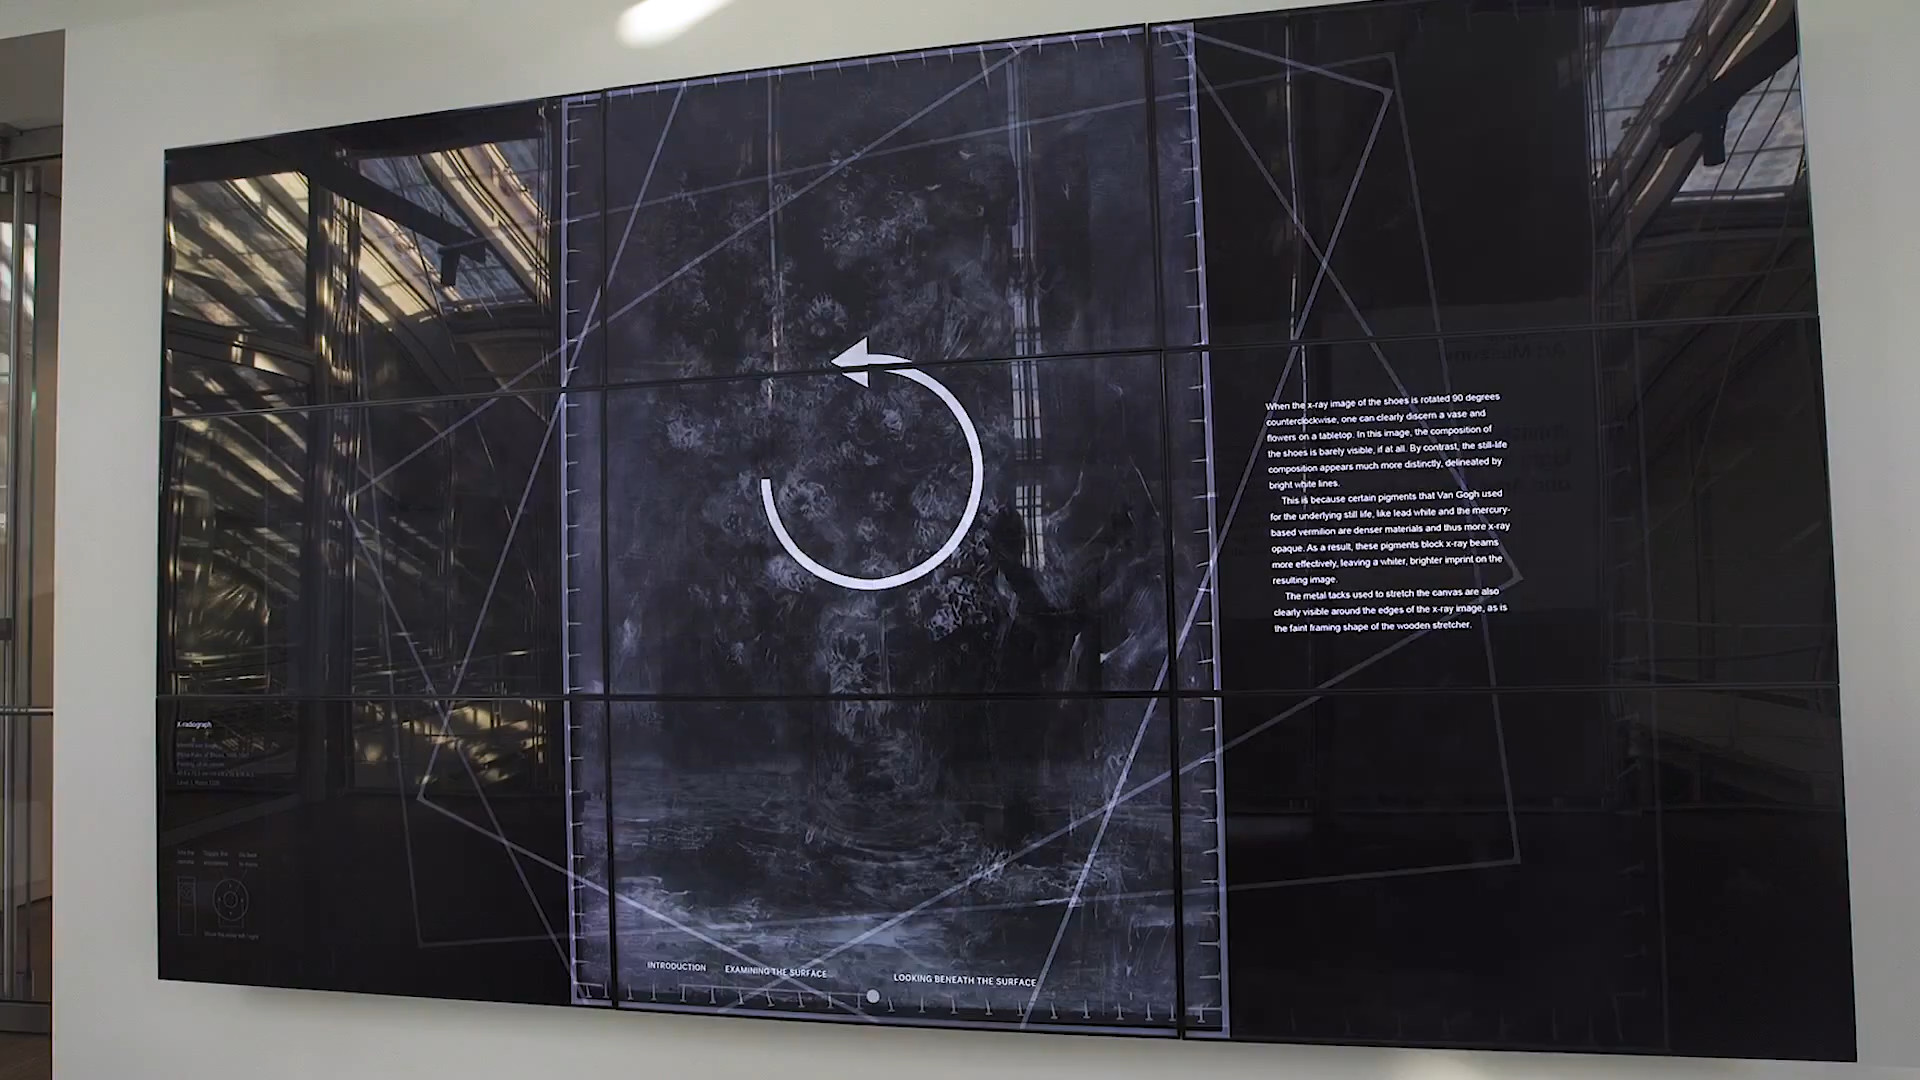 When the x-ray image of the shoes is rotated 90 degrees
counterclockwise, one can clearly discern a vase and
flowers on a tabletop. In this image, the composition of
the shoes is barely visible, if at all. By contrast, the still-life
composition appears much more distinctly, delineated by
bright white lines.
This is because certain pigments that Van Gogh used
for the underlying still life, like lead white and the mercury-
based vermilion are denser materials and thus more x-ray
opaque. As a result, these pigments block x-ray beams
more effectively, leaving a whiter, brighter imprint on the
resulting image.
The metal tacks used to stretch the canvas are also
clearly visible around the edges of the x-ray image, as is
the faint framing shape of the wooden stretcher.
X-radiograph
INTRODUCTION
EXAMINING THE SURFACE
LOOKING BENEATH THE SURFACE